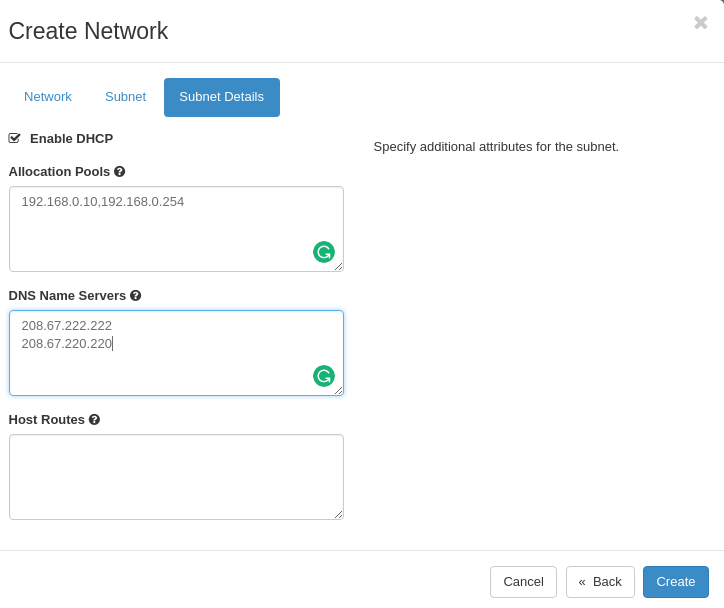 Create Network
Network Subnet Subnet Details
Enable DHCP
Specify additional attributes for the subnet.
Allocation Pools
192.168.0.10,192.168.0.254
DNS Name Servers
208.67.222.222
208.67.220.220
Host Routes
Cancel « Back Create